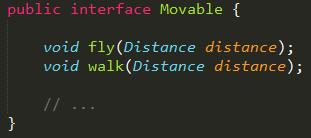 public interface Movable {
void fly(Distance distance);
void walk(Distance distance);
// ...
}